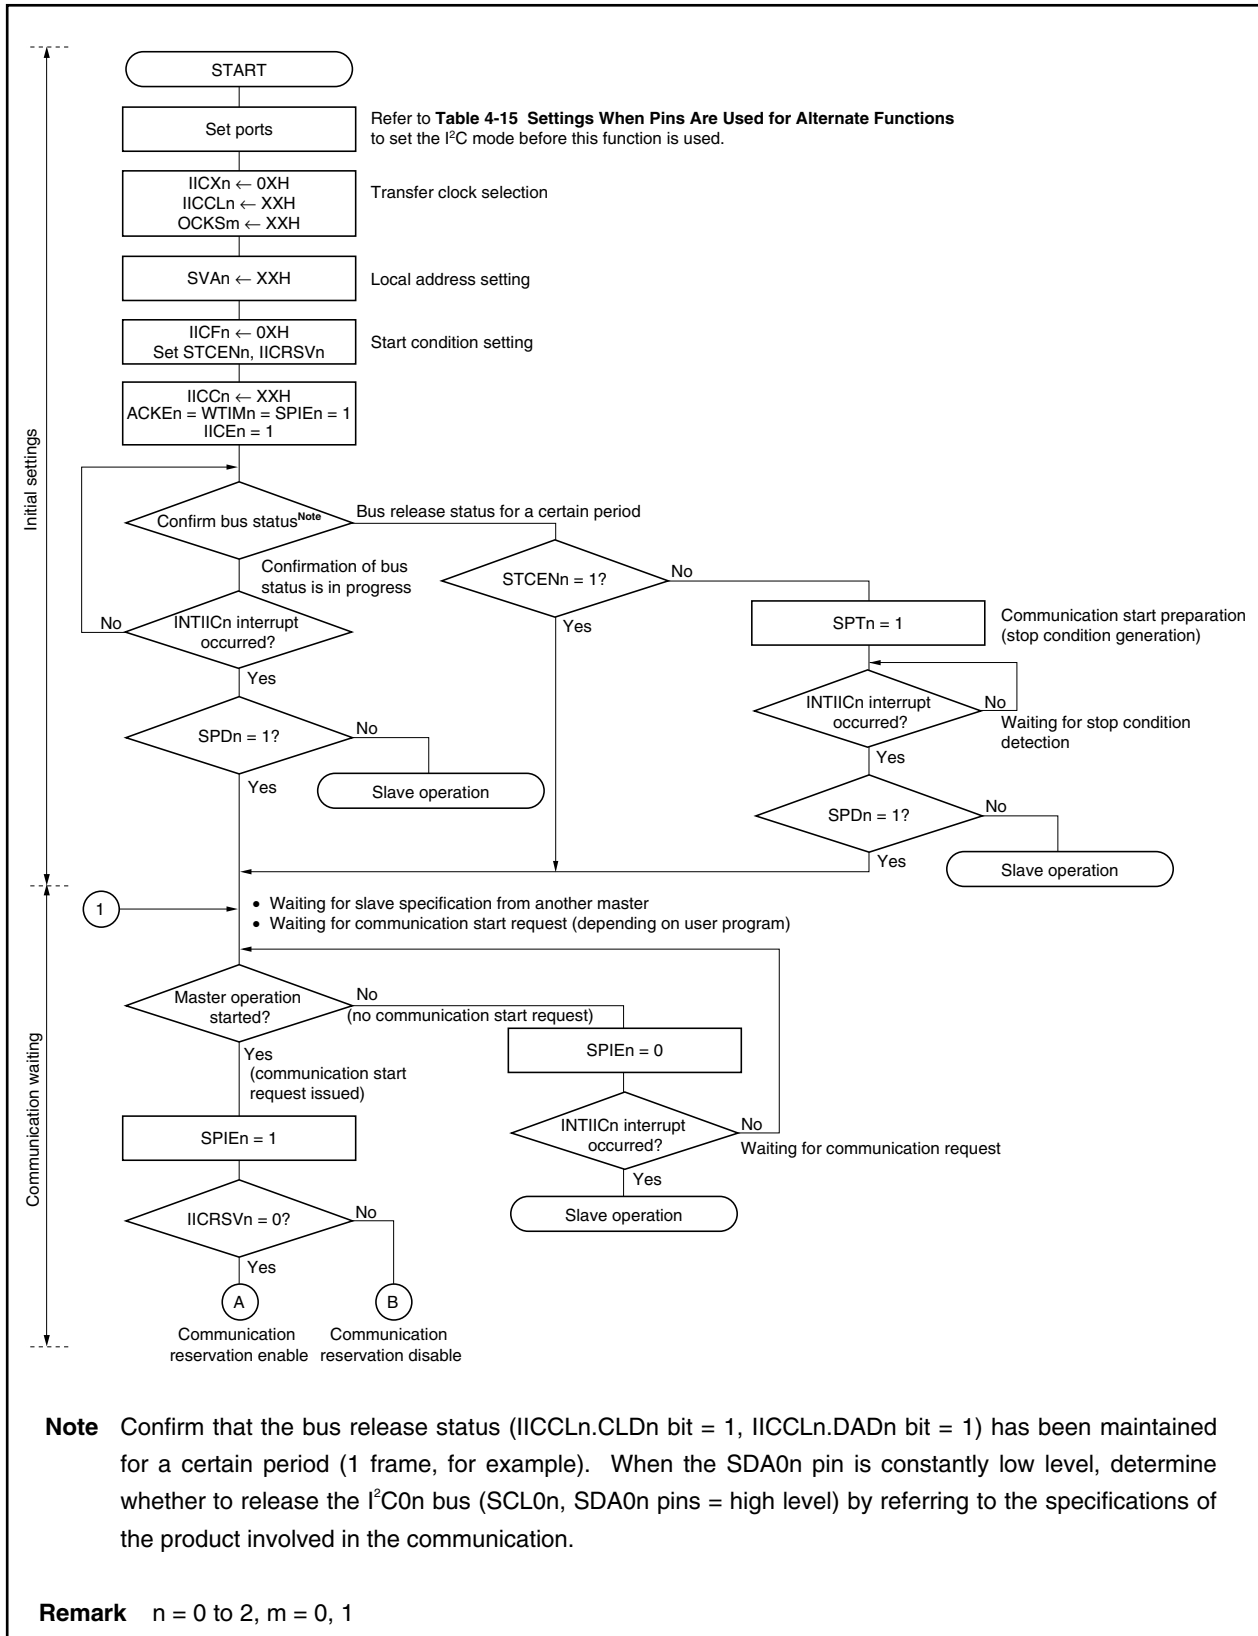 START
Set ports
Refer to Table 4-15 Settings When Pins Are Used for Alternate Functions
to set the I²C mode before this function is used.
IICXn ← 0XH
IICCLn ← XXH
OCKSm ← XXH
Transfer clock selection
SVAn ← XXH
Local address setting
IICFn ← 0XH
Set STCENn, IICRSVn
Start condition setting
IICCn ← XXH
ACKEn = WTIMn = SPIEn = 1
IICEn = 1
Initial settings
Confirm bus statusNote
Bus release status for a certain period
Confirmation of bus
status is in progress
STCENn = 1?
No
Yes
SPTn = 1
Communication start preparation
(stop condition generation)
No
INTIICn interrupt
occurred?
Yes
INTIICn interrupt
occurred?
No
Waiting for stop condition
detection
Yes
SPDn = 1?
No
Yes
Slave operation
SPDn = 1?
No
Yes
Slave operation
1
• Waiting for slave specification from another master
• Waiting for communication start request (depending on user program)
Communication waiting
Master operation
started?
No
(no communication start request)
Yes
(communication start
request issued)
SPIEn = 0
INTIICn interrupt
occurred?
No
Waiting for communication request
Yes
Slave operation
SPIEn = 1
IICRSVn = 0?
No
Yes
A
B
Communication
reservation enable
Communication
reservation disable
Note Confirm that the bus release status (IICCLn.CLDn bit = 1, IICCLn.DADn bit = 1) has been maintained
for a certain period (1 frame, for example). When the SDA0n pin is constantly low level, determine
whether to release the I²C0n bus (SCL0n, SDA0n pins = high level) by referring to the specifications of
the product involved in the communication.
Remark n = 0 to 2, m = 0, 1